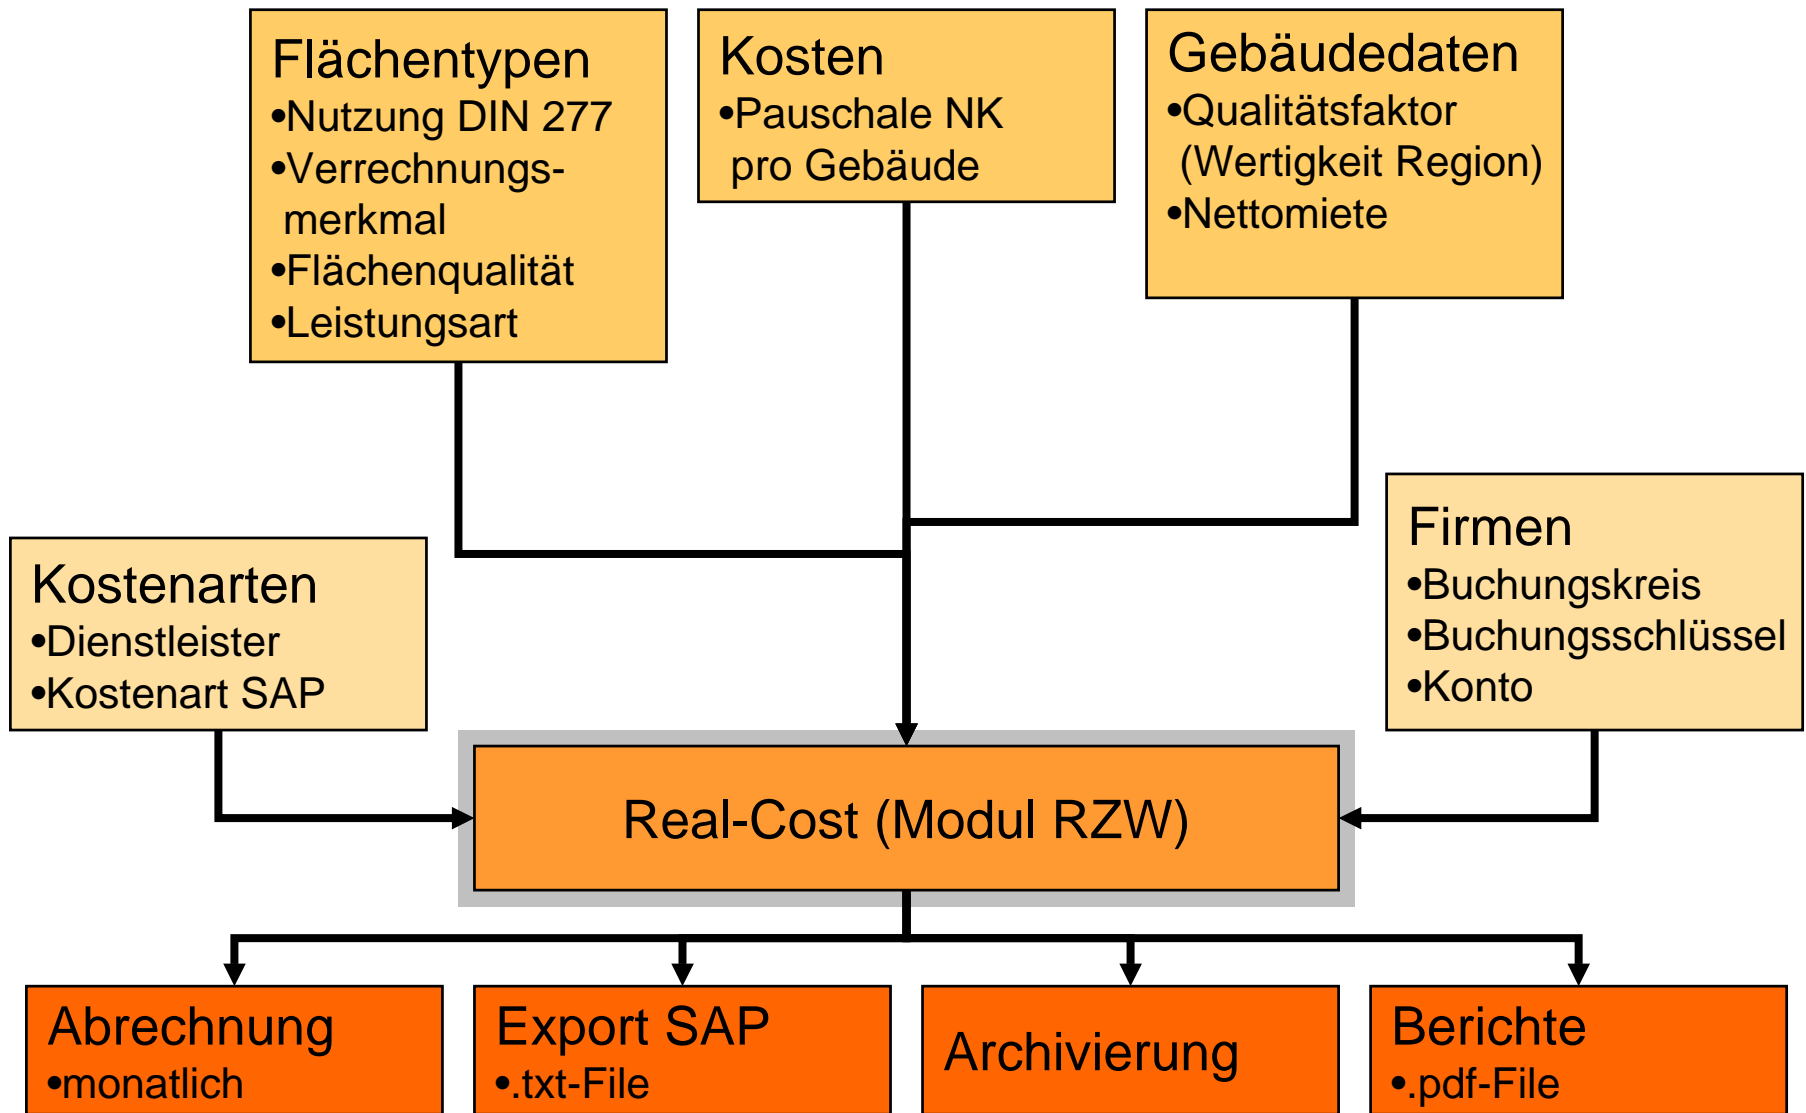 Flächentypen
•Nutzung DIN 277
•Verrechnungs-
merkmal
•Flächenqualität
•Leistungsart
Kosten
•Pauschale NK
pro Gebäude
Gebäudedaten
•Qualitätsfaktor
(Wertigkeit Region)
•Nettomiete
Kostenarten
•Dienstleister
•Kostenart SAP
Firmen
•Buchungskreis
•Buchungsschlüssel
•Konto
Real-Cost (Modul RZW)
Abrechnung
•monatlich
Export SAP
•.txt-File
Archivierung
Berichte
•.pdf-File